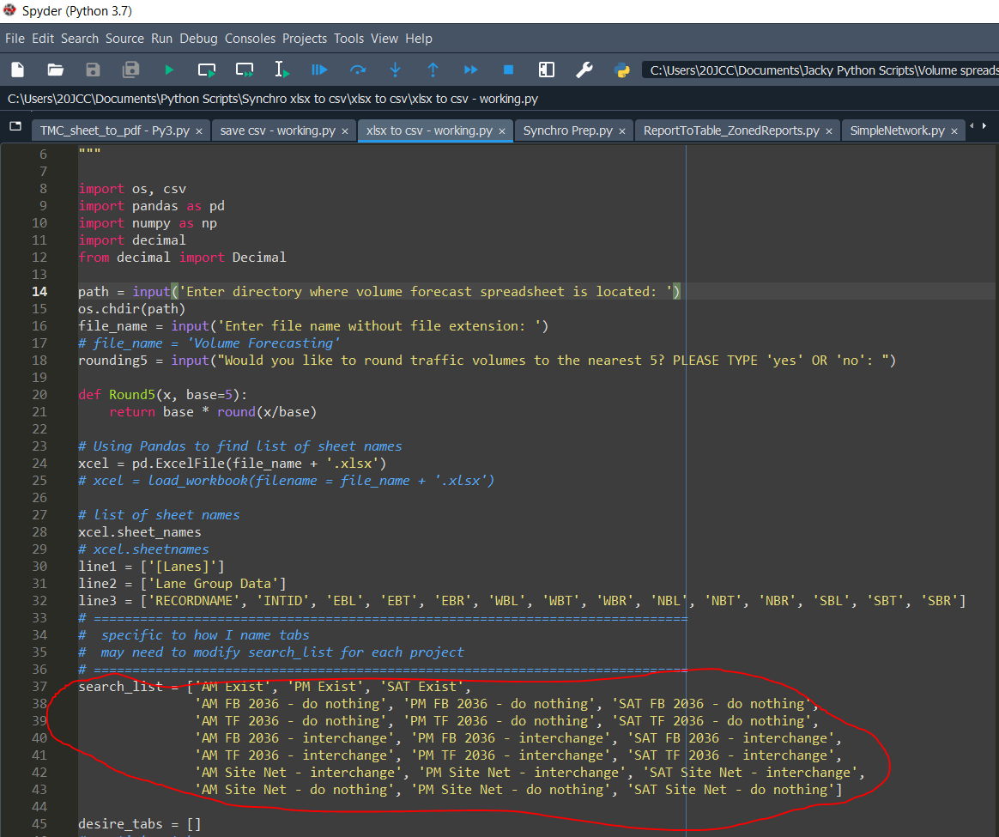 Spyder (Python 3.7)
File Edit Search Source Run Debug Consoles Projects Tools View Help
C:\Users\20JCC\Documents\Jacky Python Scripts\Volume spreads
C:\Users\20JCC\Documents\Python Scripts\Synchro xlsx to csv\xlsx to csv\xlsx to csv - working.py
TMC_sheet_to_pdf - Py3.py × save csv - working.py × xlsx to csv - working.py × Synchro Prep.py × ReportToTable_ZonedReports.py × SimpleNetwork.py ×
6 """
7
8 import os, csv
9 import pandas as pd
10 import numpy as np
11 import decimal
12 from decimal import Decimal
13
14 path = input('Enter directory where volume forecast spreadsheet is located: ')
15 os.chdir(path)
16 file_name = input('Enter file name without file extension: ')
17 # file_name = 'Volume Forecasting'
18 rounding5 = input("Would you like to round traffic volumes to the nearest 5? PLEASE TYPE 'yes' OR 'no': ")
19
20 def Round5(x, base=5):
21     return base * round(x/base)
22
23 # Using Pandas to find list of sheet names
24 xcel = pd.ExcelFile(file_name + '.xlsx')
25 # xcel = load_workbook(filename = file_name + '.xlsx')
26
27 # list of sheet names
28 xcel.sheet_names
29 # xcel.sheetnames
30 line1 = ['[Lanes]']
31 line2 = ['Lane Group Data']
32 line3 = ['RECORDNAME', 'INTID', 'EBL', 'EBT', 'EBR', 'WBL', 'WBT', 'WBR', 'NBL', 'NBT', 'NBR', 'SBL', 'SBT', 'SBR']
33 # =============================================================================
34 #  specific to how I name tabs
35 #  may need to modify search_list for each project
36 # =============================================================================
37 search_list = ['AM Exist', 'PM Exist', 'SAT Exist',
38 'AM FB 2036 - do nothing', 'PM FB 2036 - do nothing', 'SAT FB 2036 - do nothing',
39 'AM TF 2036 - do nothing', 'PM TF 2036 - do nothing', 'SAT TF 2036 - do nothing',
40 'AM FB 2036 - interchange', 'PM FB 2036 - interchange', 'SAT FB 2036 - interchange',
41 'AM TF 2036 - interchange', 'PM TF 2036 - interchange', 'SAT TF 2036 - interchange',
42 'AM Site Net - interchange', 'PM Site Net - interchange', 'SAT Site Net - interchange',
43 'AM Site Net - do nothing', 'PM Site Net - do nothing', 'SAT Site Net - do nothing']
44
45 desire_tabs = []